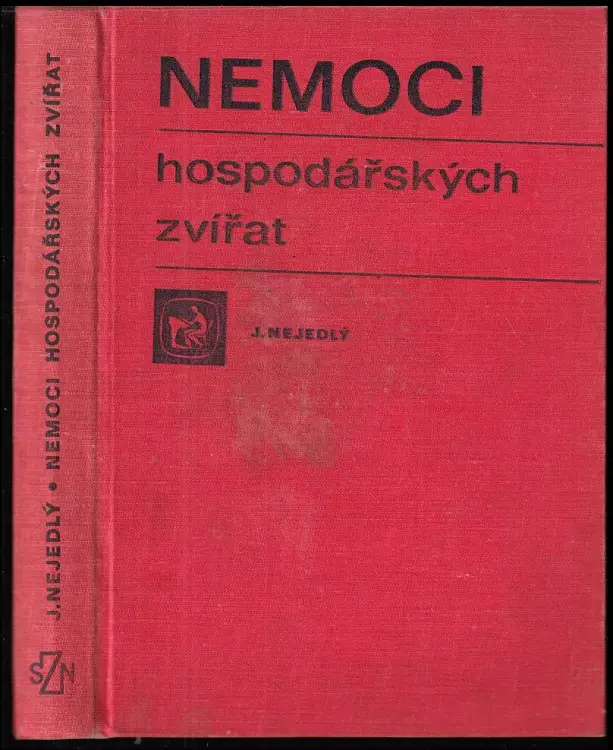 NEMOCI
hospodářských
zvířat
J. NEJEDLÝ
J. NEJEDLÝ • NEMOCI HOSPODÁŘSKÝCH ZVÍŘAT
SZN